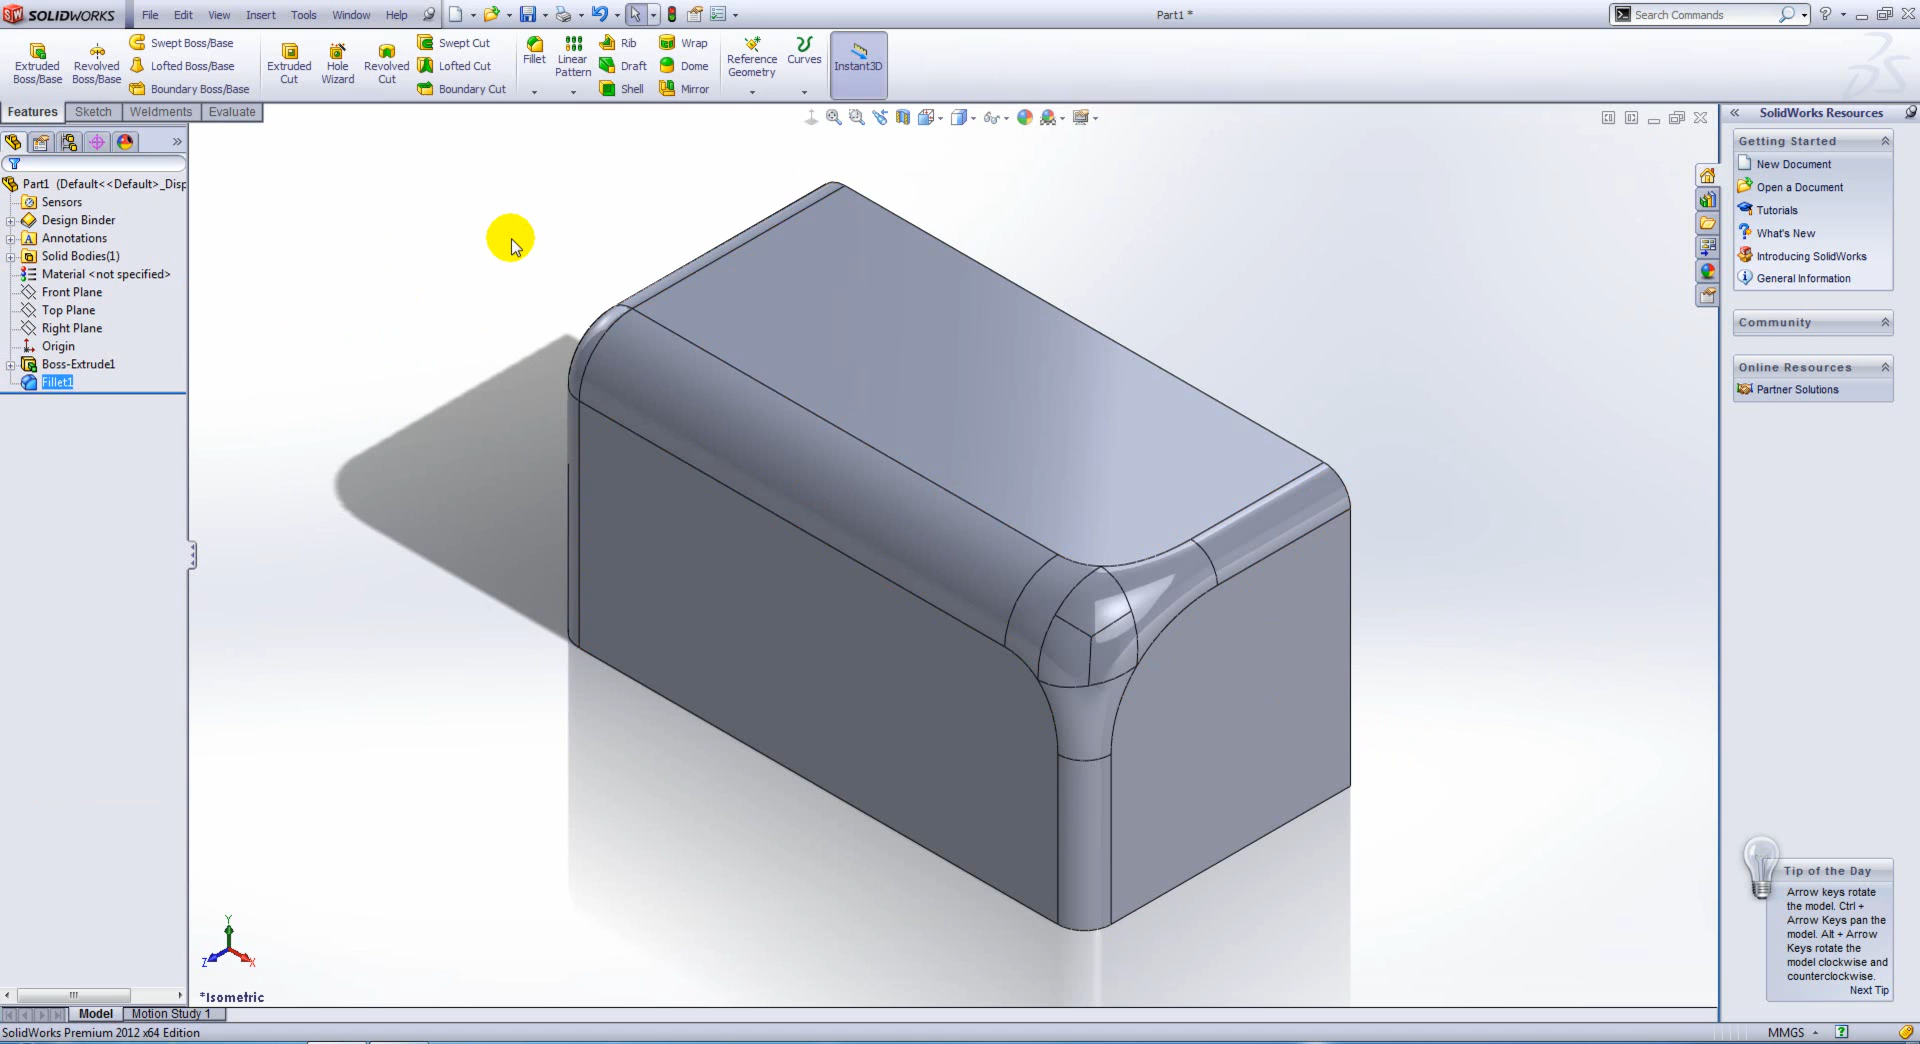 SOLIDWORKS File Edit View Insert Tools Window Help Part1 * Search Commands
Extruded Boss/Base
Revolved Boss/Base
Swept Boss/Base
Lofted Boss/Base
Boundary Boss/Base
Extruded Cut
Hole Wizard
Revolved Cut
Swept Cut
Lofted Cut
Boundary Cut
Fillet
Linear Pattern
Rib
Draft
Shell
Wrap
Dome
Mirror
Reference Geometry
Curves
Instant3D
Features Sketch Weldments Evaluate
Part1 (Default<<Default>_Disp
Sensors
Design Binder
Annotations
Solid Bodies(1)
Material <not specified>
Front Plane
Top Plane
Right Plane
Origin
Boss-Extrude1
Fillet1
Y
Z
X
*Isometric
SolidWorks Resources
Getting Started
New Document
Open a Document
Tutorials
What's New
Introducing SolidWorks
General Information
Community
Online Resources
Partner Solutions
Tip of the Day
Arrow keys rotate
the model. Ctrl +
Arrow Keys pan the
model. Alt + Arrow
Keys rotate the
model clockwise and
counterclockwise.
Next Tip
Model Motion Study 1
SolidWorks Premium 2012 x64 Edition MMGS